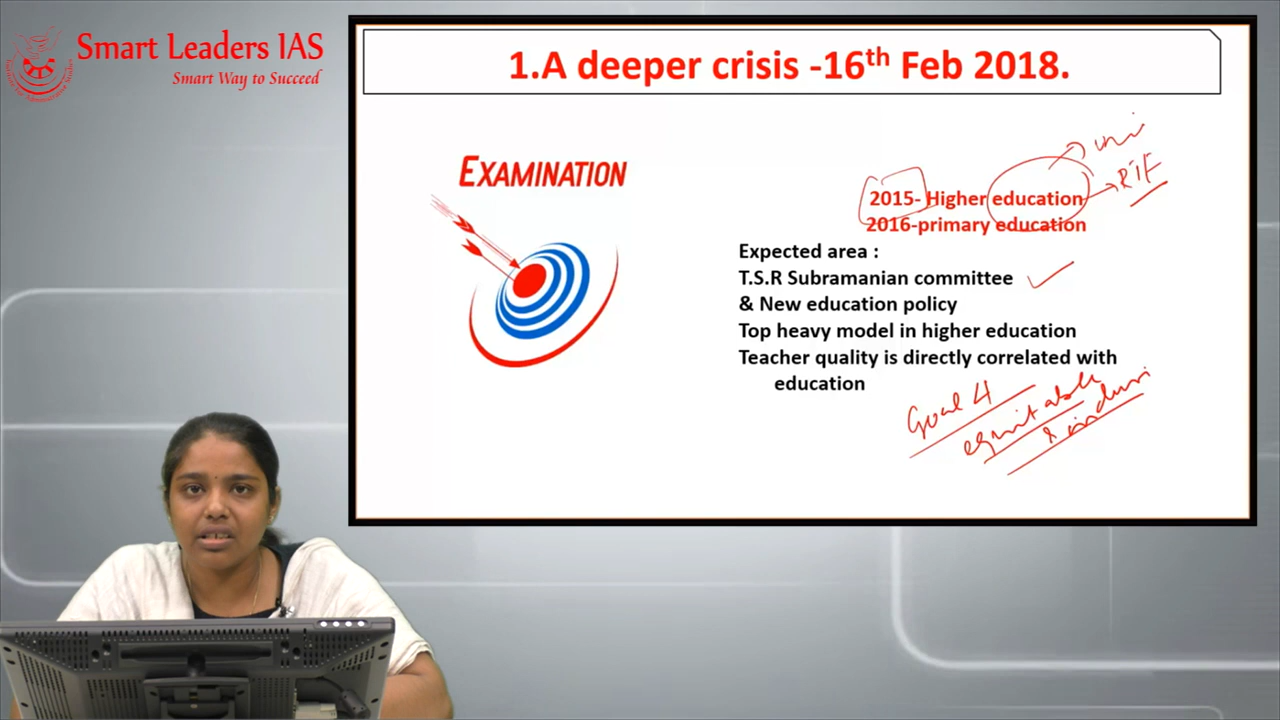 Smart Leaders IAS
Smart Way to Succeed
1.A deeper crisis -16th Feb 2018.
EXAMINATION
2015- Higher education
2016-primary education
Expected area :
T.S.R Subramanian committee
& New education policy
Top heavy model in higher education
Teacher quality is directly correlated with
education
Goal 4
equitable
&